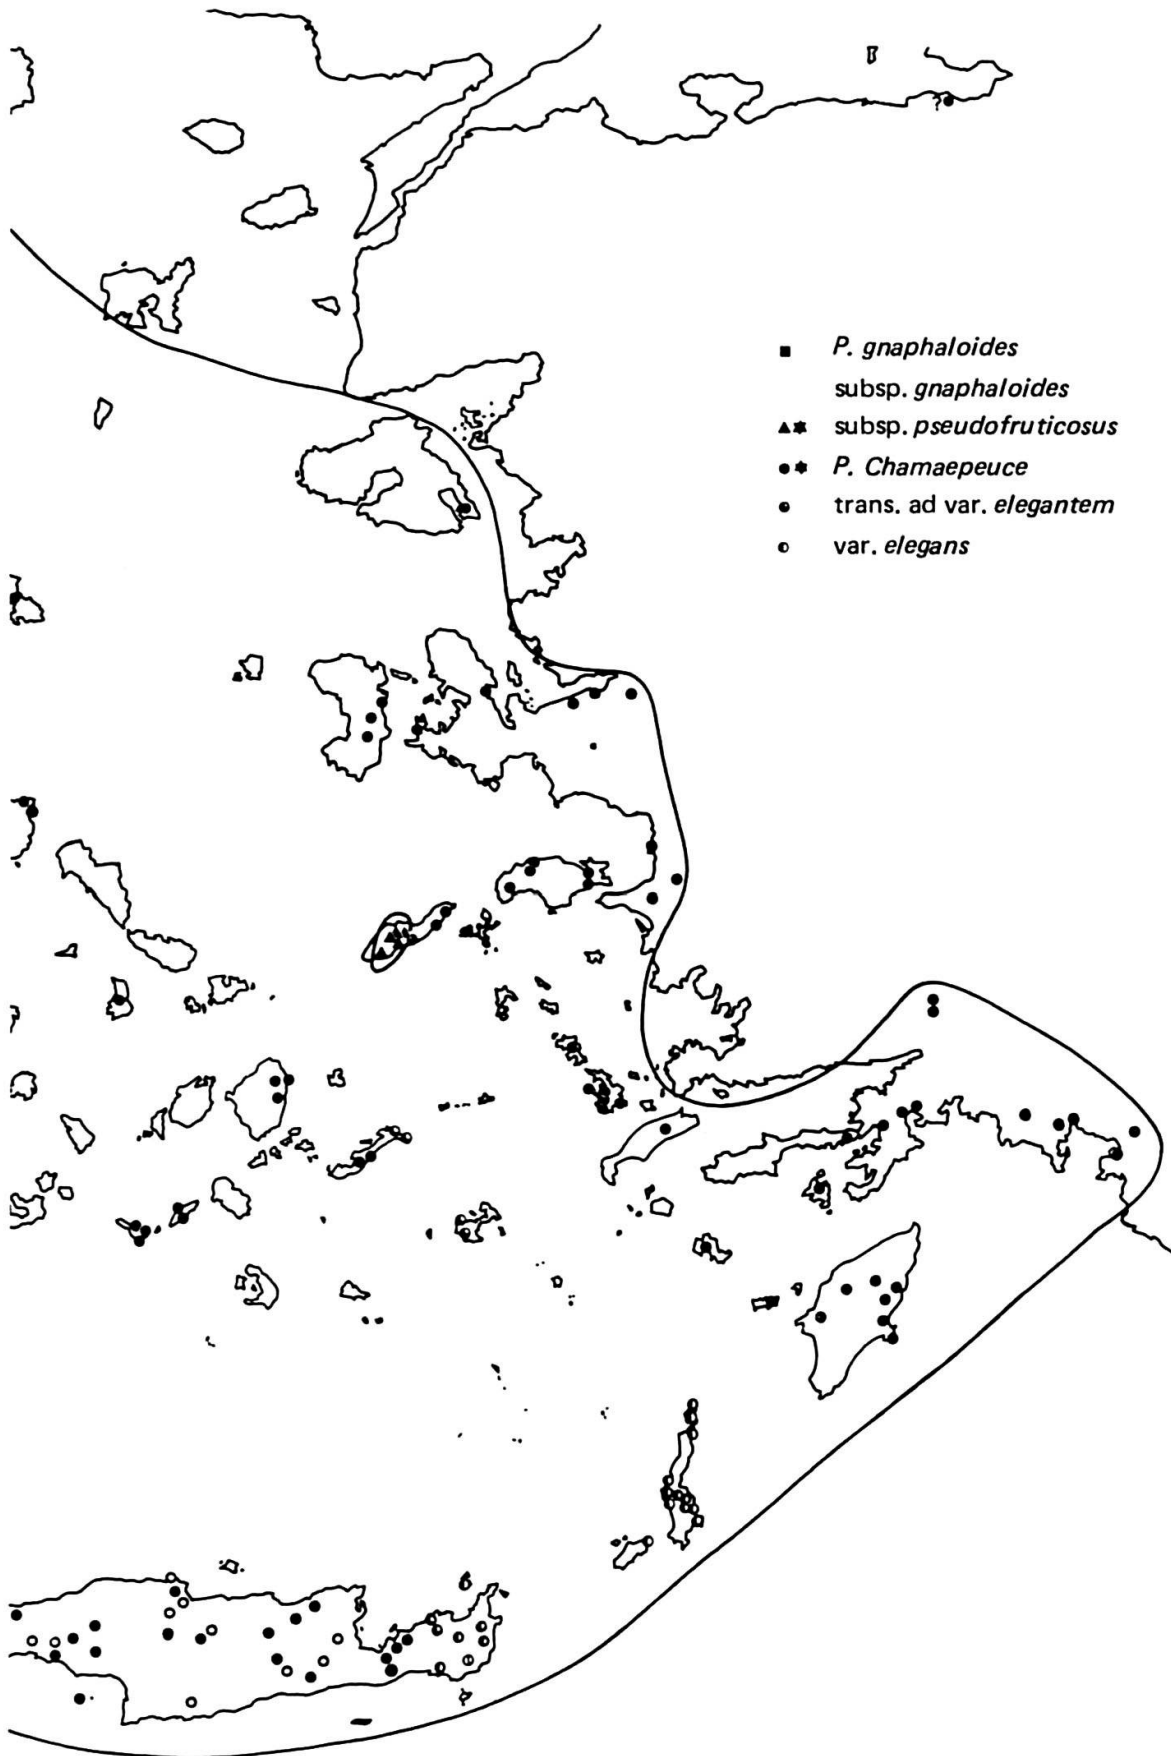 ?
■ P. gnaphaloides
subsp. gnaphaloides
▲✶ subsp. pseudofruticosus
●✶ P. Chamaepeuce
trans. ad var. elegantem
◐ var. elegans